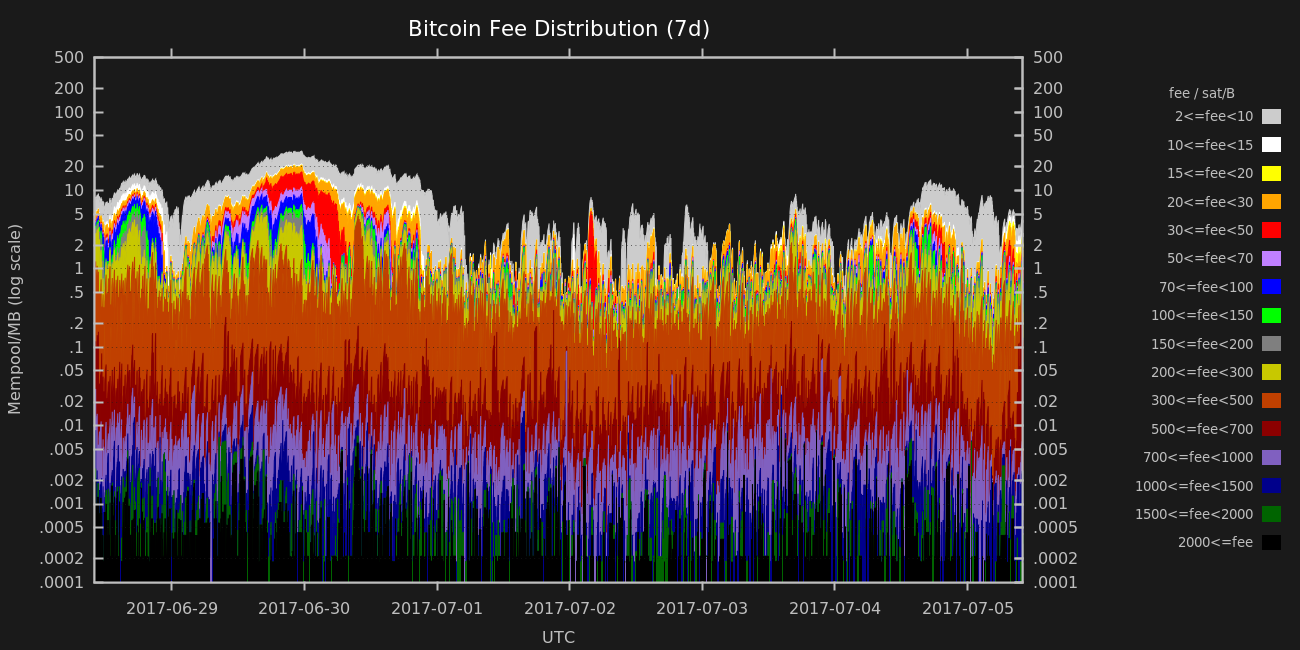 Bitcoin Fee Distribution (7d)
500 500
200 200
100 100
50 50
20 20
10 10
5 5
2 2
1 1
.5 .5
.2 .2
.1 .1
.05 .05
.02 .02
.01 .01
.005 .005
.002 .002
.001 .001
.0005 .0005
.0002 .0002
.0001 .0001
Mempool/MB (log scale)
2017-06-29 2017-06-30 2017-07-01 2017-07-02 2017-07-03 2017-07-04 2017-07-05
UTC
fee / sat/B
2<=fee<10
10<=fee<15
15<=fee<20
20<=fee<30
30<=fee<50
50<=fee<70
70<=fee<100
100<=fee<150
150<=fee<200
200<=fee<300
300<=fee<500
500<=fee<700
700<=fee<1000
1000<=fee<1500
1500<=fee<2000
2000<=fee